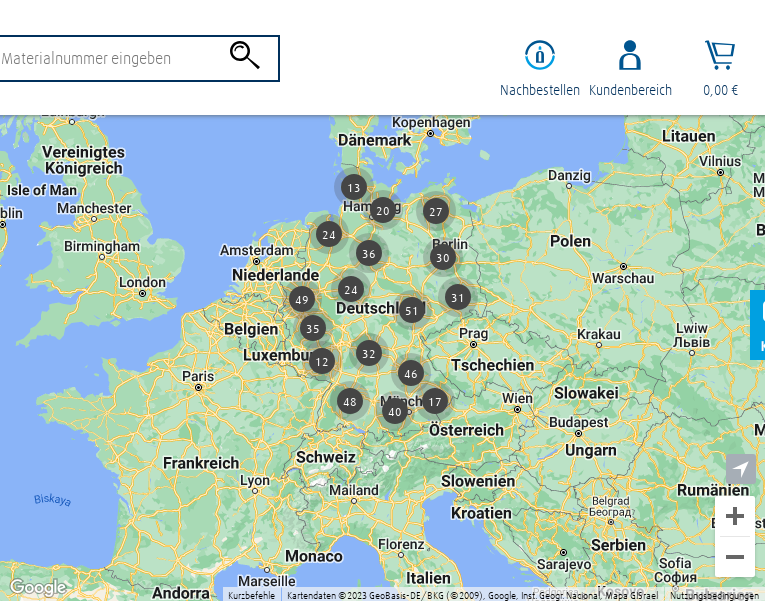 Materialnummer eingeben
Nachbestellen
Kundenbereich
0,00 €
Kopenhagen
Dänemark
Litauen
Vereinigtes
Königreich
Vilnius
Isle of Man
Danzig
13
Manchester
Hamburg
20
27
24
Birmingham
Amsterdam
36
Berlin
30
Polen
Niederlande
Warschau
London
24
49
31
Deutschland
51
35
Belgien
Prag
Krakau
Lwiw
Львів
Luxemburg
12
32
Tschechien
46
Paris
Slowakei
48
München
17
40
Wien
Budapest
Österreich
Ungarn
Schweiz
Frankreich
Lyon
Slowenien
Mailand
Rumänien
Biskaya
Belgrad
Београд
Kroatien
Florenz
Serbien
Monaco
Sarajevo
Sofia
София
Marseille
Italien
Andorra
Google
Kurzbefehle
Kartendaten ©2023 GeoBasis-DE/BKG (©2009), Google, Inst. Geogr. Nacional, Mapa GISrael
Nutzungsbedingungen